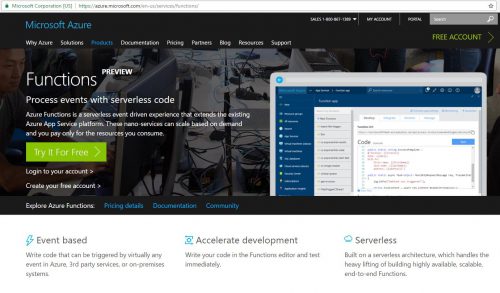 Microsoft Corporation [US] https://azure.microsoft.com/en-us/services/functions/
Microsoft Azure
SALES 1-800-867-1389 MY ACCOUNT PORTAL Search
FREE ACCOUNT
Why Azure Solutions Products Documentation Pricing Partners Blog Resources Support
Functions PREVIEW
Process events with serverless code
Azure Functions is a serverless event driven experience that extends the existing
Azure App Service platform. These nano-services can scale based on demand
and you pay only for the resources you consume.
Try It For Free
Login to your account >
Create your free account >
Microsoft Azure
Function app
Code
Explore Azure Functions: Pricing details Documentation Community
Event based
Write code that can be triggered by virtually any
event in Azure, 3rd party services, or on-premises
systems.
Accelerate development
Write your code in the Functions editor and test
immediately.
Serverless
Built on a serverless architecture, which handles the
heavy lifting of building highly available, scalable,
end-to-end Functions.